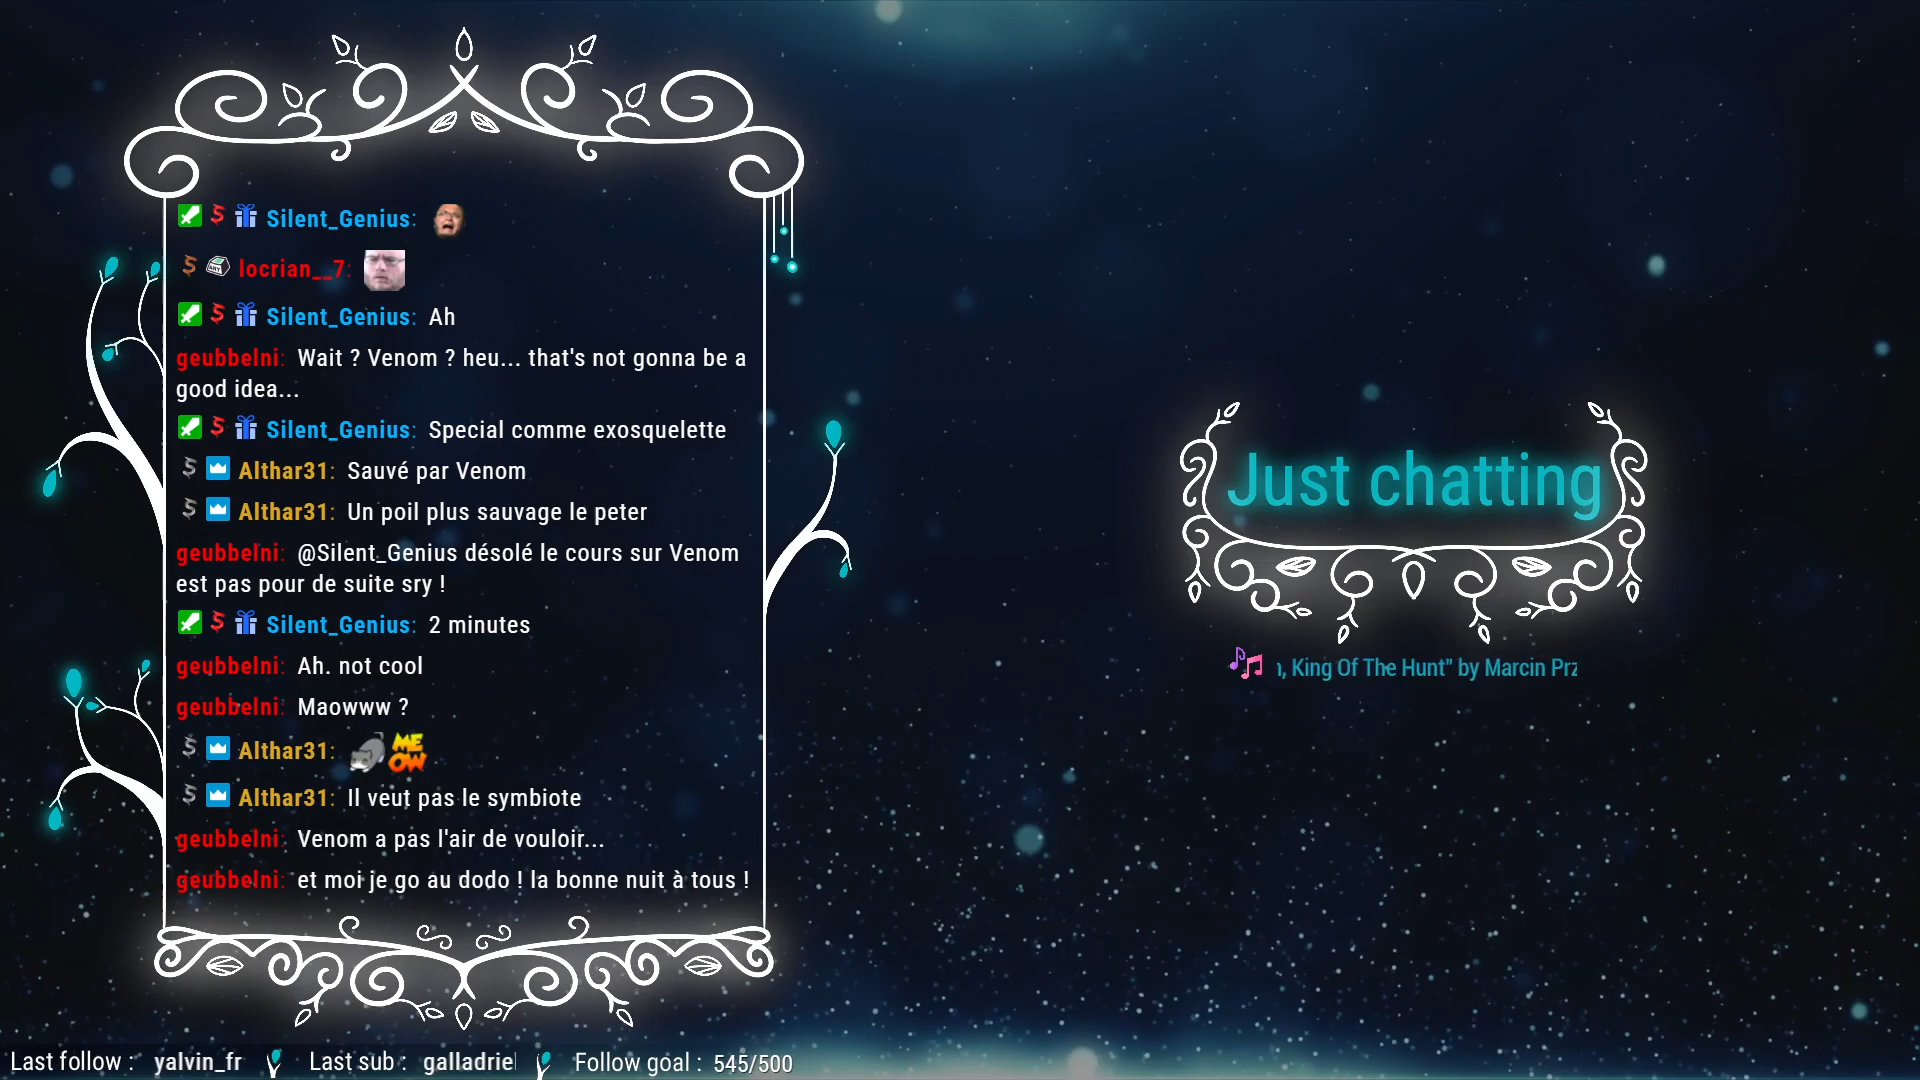 Silent_Genius:
locrian__7:
Silent_Genius: Ah
geubbelni: Wait ? Venom ? heu... that's not gonna be a
good idea...
Silent_Genius: Special comme exosquelette
Althar31: Sauvé par Venom
Althar31: Un poil plus sauvage le peter
geubbelni: @Silent_Genius désolé le cours sur Venom
est pas pour de suite sry !
Silent_Genius: 2 minutes
geubbelni: Ah. not cool
geubbelni: Maowww ?
Althar31: ME OW
Althar31: Il veut pas le symbiote
geubbelni: Venom a pas l'air de vouloir...
geubbelni: et moi je go au dodo ! la bonne nuit à tous !
Just chatting
, King Of The Hunt" by Marcin Prz
Last follow : yalvin_fr Last sub : galladriel Follow goal : 545/500